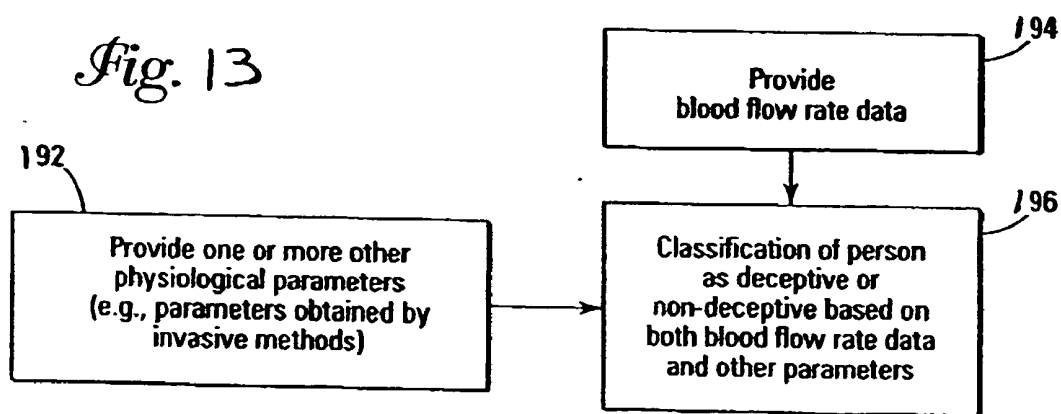 Fig. 13
194
Provide
blood flow rate data
192
Provide one or more other
physiological parameters
(e.g., parameters obtained by
invasive methods)
196
Classification of person
as deceptive or
non-deceptive based on
both blood flow rate data
and other parameters